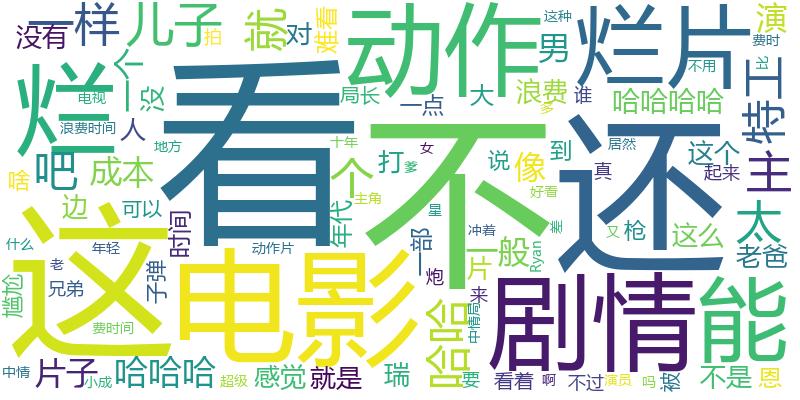 没有
一样
儿子
拍
就
难看
对
动作
男
烂片
演
费时
这种
烂
电视
一个
没
看
局长
一点
大
浪费
多
谁
哈哈哈哈
不用
比
特工
浪费时间
人
地方
十年
不
还
居然
啥
吧
成本
个
打
爹
女
说
像
到
真
这个
起来
主
边
可以
年代
主角
星
好看
差
又
枪
这么
太
老爸
这
什么
年轻
时间
动作片
一部
冲着
一般
Ryan
尴尬
老
兄弟
子弹
电影
炮
片
来
中情局
剧情
能
费时间
哈哈
中情
片子
小成
哈哈哈
超级
感觉
就是
瑞
要
看着
啊
不过
演员
吗
被
不是
恩